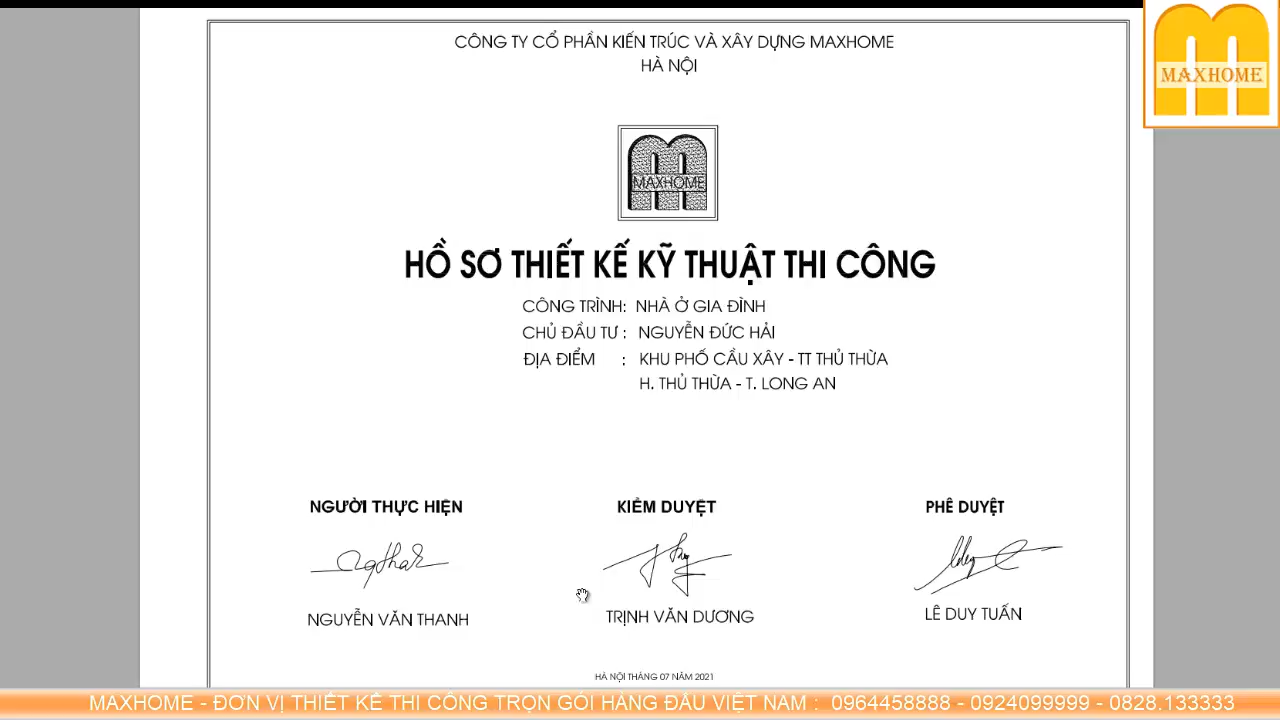 CÔNG TY CỔ PHẦN KIẾN TRÚC VÀ XÂY DỰNG MAXHOME
HÀ NỘI
MAXHOME
MAXHOME
HỒ SƠ THIẾT KẾ KỸ THUẬT THI CÔNG
CÔNG TRÌNH: NHÀ Ở GIA ĐÌNH
CHỦ ĐẦU TƯ : NGUYỄN ĐỨC HẢI
ĐỊA ĐIỂM : KHU PHỐ CẦU XÂY - TT THỦ THỪA
H. THỦ THỪA - T. LONG AN
NGƯỜI THỰC HIỆN KIỂM DUYỆT PHÊ DUYỆT
NGUYỄN VĂN THANH TRỊNH VĂN DƯƠNG LÊ DUY TUẤN
HÀ NỘI THÁNG 07 NĂM 2021
MAXHOME - ĐƠN VỊ THIẾT KẾ THI CÔNG TRỌN GÓI HÀNG ĐẦU VIỆT NAM : 0964458888 - 0924099999 - 0828.133333